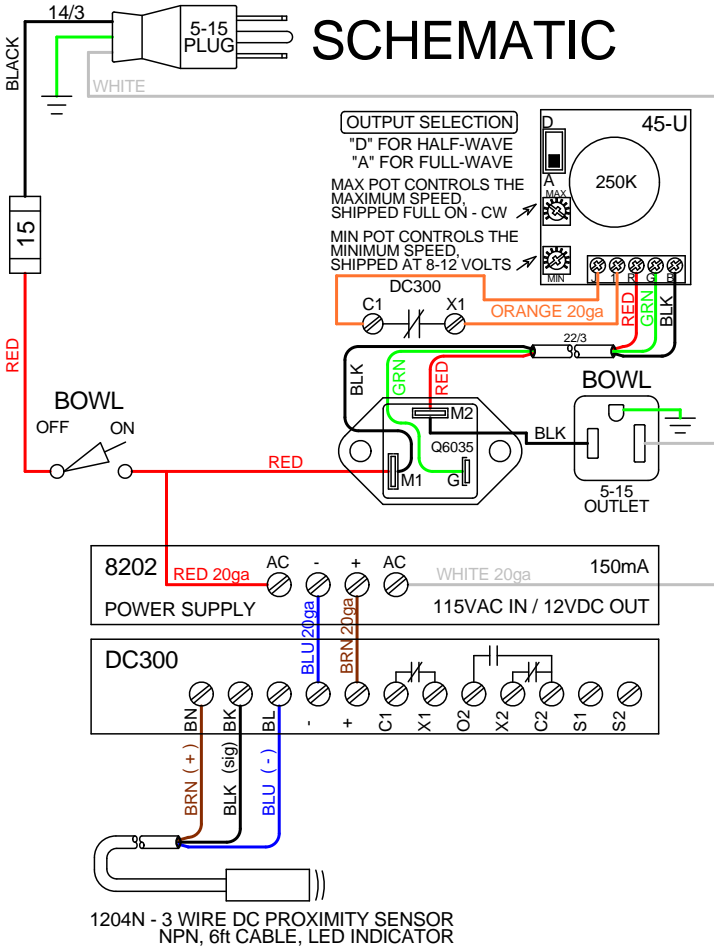 14/3
5-15
PLUG
SCHEMATIC
BLACK
WHITE
OUTPUT SELECTION
"D" FOR HALF-WAVE
"A" FOR FULL-WAVE
MAX POT CONTROLS THE
MAXIMUM SPEED,
SHIPPED FULL ON - CW
MIN POT CONTROLS THE
MINIMUM SPEED,
SHIPPED AT 8-12 VOLTS
D
45-U
A
250K
MAX
MIN
J
1
R
G
B
15
DC300
C1
X1
ORANGE 20ga
RED
GRN
BLK
22/3
RED
BLK
GRN
RED
BOWL
BOWL
OFF
ON
M2
Q6035
BLK
RED
M1
G
5-15
OUTLET
8202
RED 20ga
AC
-
+
AC
WHITE 20ga
150mA
POWER SUPPLY
115VAC IN / 12VDC OUT
BLU 20ga
BRN 20ga
DC300
BN
BK
BL
-
+
C1
X1
O2
X2
C2
S1
S2
BRN ( + )
BLK (sig)
BLU ( - )
1204N - 3 WIRE DC PROXIMITY SENSOR
NPN, 6ft CABLE, LED INDICATOR